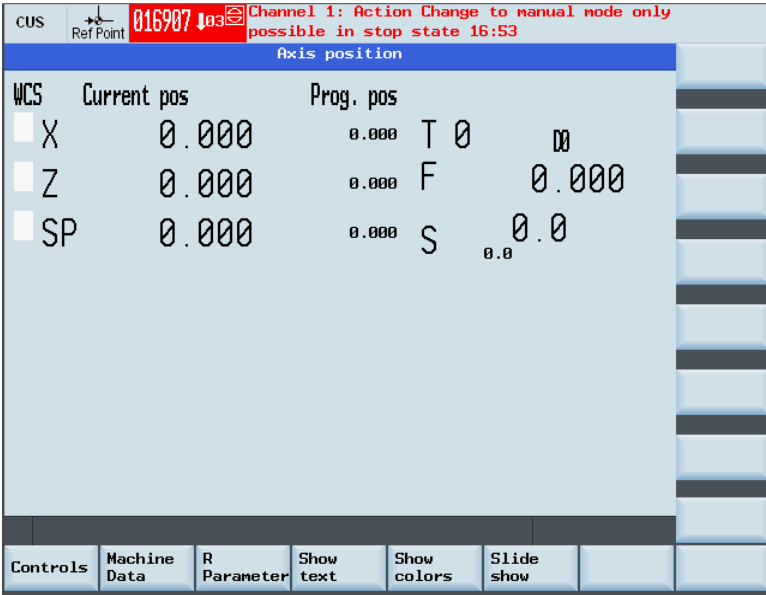 CUS
Ref Point
016907 ↓03
Channel 1: Action Change to manual mode only
possible in stop state 16:53
Axis position
WCS Current pos Prog. pos
X 0.000 0.000 T 0 D0
Z 0.000 0.000 F 0.000
SP 0.000 0.000 S 0.0
0.0
Controls
Machine
Data
R
Parameter
Show
text
Show
colors
Slide
show